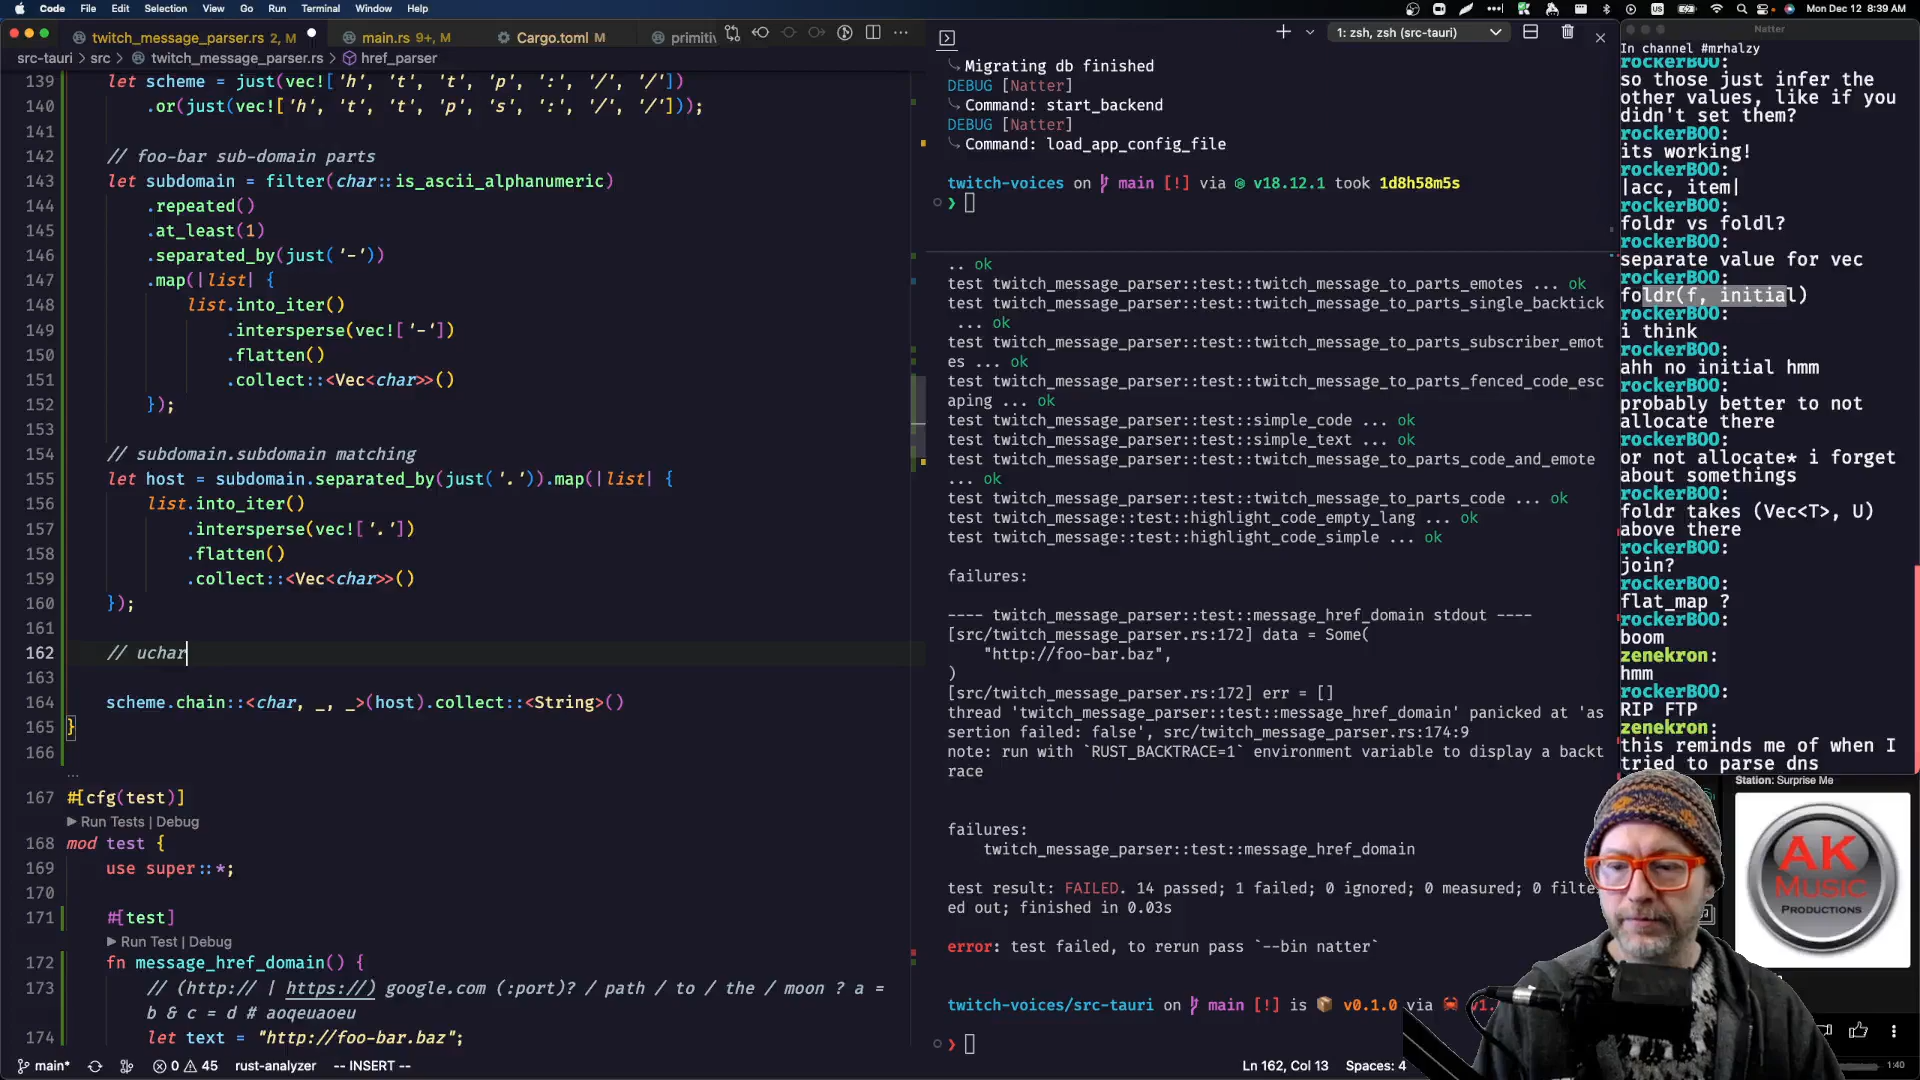 Code File Edit Selection View Go Run Terminal Window Help
Mon Dec 12 8:39 AM
twitch_message_parser.rs 2, M
main.rs 9+, M
Cargo.toml M
primiti
src-tauri › src › twitch_message_parser.rs › href_parser
139 let scheme = just(vec!['h', 't', 't', 'p', ':', '/', '/'])
140 .or(just(vec!['h', 't', 't', 'p', 's', ':', '/', '/']));
141
142 // foo-bar sub-domain parts
143 let subdomain = filter(char::is_ascii_alphanumeric)
144 .repeated()
145 .at_least(1)
146 .separated_by(just('-'))
147 .map(|list| {
148 list.into_iter()
149 .intersperse(vec!['-'])
150 .flatten()
151 .collect::<Vec<char>>()
152 });
153
154 // subdomain.subdomain matching
155 let host = subdomain.separated_by(just('.')).map(|list| {
156 list.into_iter()
157 .intersperse(vec!['.'])
158 .flatten()
159 .collect::<Vec<char>>()
160 });
161
162 // uchar
163
164 scheme.chain::<char, _, _>(host).collect::<String>()
165 }
166
167 #[cfg(test)]
Run Tests | Debug
168 mod test {
169 use super::*;
170
171 #[test]
Run Test | Debug
172 fn message_href_domain() {
173 // (http:// | https://) google.com (:port)? / path / to / the / moon ? a =
b & c = d # aoqeuaoeu
174 let text = "http://foo-bar.baz";
main* 0 45 rust-analyzer -- INSERT --
Ln 162, Col 13 Spaces: 4
1: zsh, zsh (src-tauri)
Migrating db finished
DEBUG [Natter]
Command: start_backend
DEBUG [Natter]
Command: load_app_config_file
twitch-voices on main [!] via v18.12.1 took 1d8h58m5s
❯
.. ok
test twitch_message_parser::test::twitch_message_to_parts_emotes ... ok
test twitch_message_parser::test::twitch_message_to_parts_single_backtick
... ok
test twitch_message_parser::test::twitch_message_to_parts_subscriber_emot
es ... ok
test twitch_message_parser::test::twitch_message_to_parts_fenced_code_esc
aping ... ok
test twitch_message_parser::test::simple_code ... ok
test twitch_message_parser::test::simple_text ... ok
test twitch_message_parser::test::twitch_message_to_parts_code_and_emote
... ok
test twitch_message_parser::test::twitch_message_to_parts_code ... ok
test twitch_message::test::highlight_code_empty_lang ... ok
test twitch_message::test::highlight_code_simple ... ok
failures:
---- twitch_message_parser::test::message_href_domain stdout ----
[src/twitch_message_parser.rs:172] data = Some(
"http://foo-bar.baz",
)
[src/twitch_message_parser.rs:172] err = []
thread 'twitch_message_parser::test::message_href_domain' panicked at 'as
sertion failed: false', src/twitch_message_parser.rs:174:9
note: run with `RUST_BACKTRACE=1` environment variable to display a backt
race
failures:
twitch_message_parser::test::message_href_domain
test result: FAILED. 14 passed; 1 failed; 0 ignored; 0 measured; 0 filte
ed out; finished in 0.03s
error: test failed, to rerun pass `--bin natter`
twitch-voices/src-tauri on main [!] is v0.1.0 via
❯
Natter
In channel #mrhalzy
rockerBOO:
so those just infer the
other values, like if you
didn't set them?
rockerBOO:
its working!
rockerBOO:
|acc, item|
rockerBOO:
foldr vs foldl?
rockerBOO:
separate value for vec
rockerBOO:
foldr(f, initial)
rockerBOO:
i think
rockerBOO:
ahh no initial hmm
rockerBOO:
probably better to not
allocate there
rockerBOO:
or not allocate* i forget
about somethings
rockerBOO:
foldr takes (Vec<T>, U)
above there
rockerBOO:
join?
rockerBOO:
flat_map ?
rockerBOO:
boom
zenekron:
hmm
rockerBOO:
RIP FTP
zenekron:
this reminds me of when I
tried to parse dns
Station: Surprise Me
AK
MUSIC
PRODUCTIONS
1:40